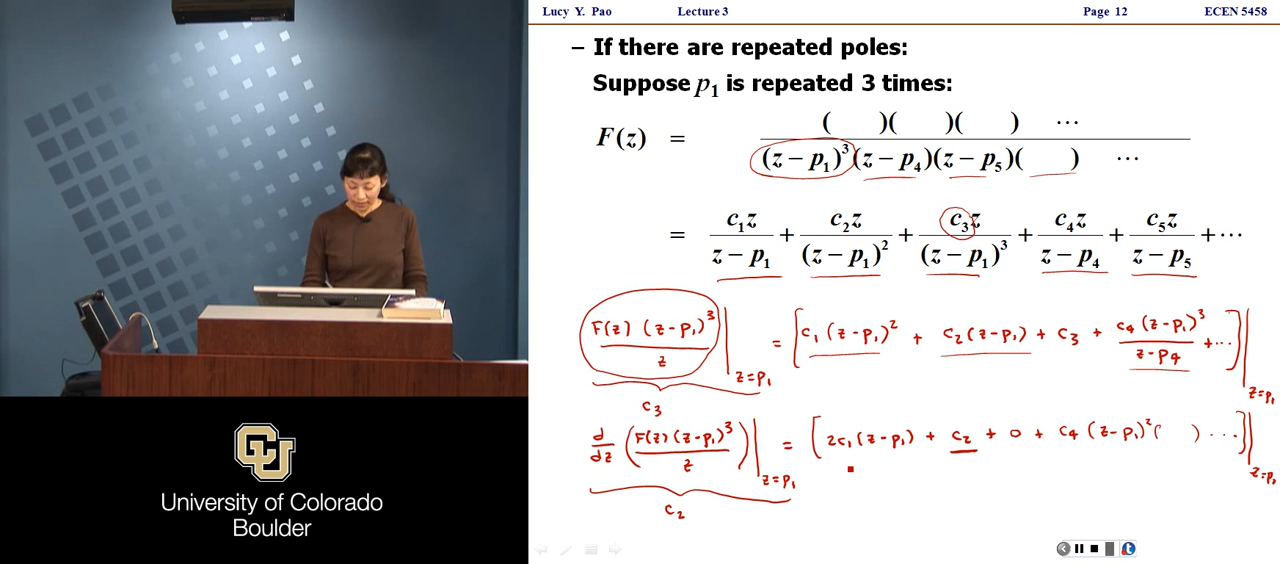 Lucy Y. Pao Lecture 3 Page 12 ECEN 5458
– If there are repeated poles:
Suppose p₁ is repeated 3 times:
F(z) = ( )( )( ) ⋯ / (z − p₁)³(z − p₄)(z − p₅)( ) ⋯
= c₁z/(z − p₁) + c₂z/(z − p₁)² + c₃z/(z − p₁)³ + c₄z/(z − p₄) + c₅z/(z − p₅) + ⋯
F(z) (z-p₁)³/z |z=p₁ = [c₁(z-p₁)² + c₂(z-p₁) + c₃ + c₄(z-p₁)³/(z-p₄) + ⋯]|z=p₁
c₃
d/dz (F(z)(z-p₁)³/z)|z=p₁ = [2c₁(z-p₁) + c₂ + 0 + c₄(z-p₁)²( ) ⋯]|z=p₁
c₂
CU
University of Colorado
Boulder